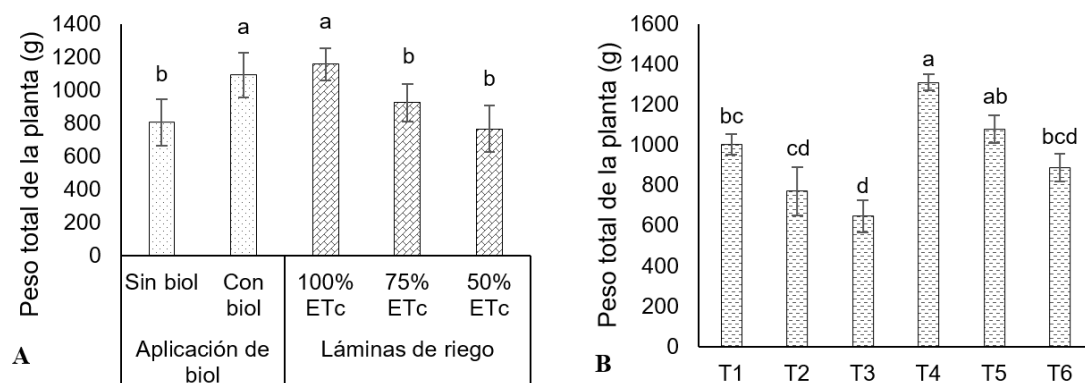 Peso total de la planta (g)
1400
1200
1000
800
600
400
200
0
b
a
a
b
b
Sin biol
Con
biol
100%
ETc
75%
ETc
50%
ETc
Aplicación de
biol
Láminas de riego
A
Peso total de la planta (g)
1600
1400
1200
1000
800
600
400
200
0
bc
cd
d
a
ab
bcd
T1
T2
T3
T4
T5
T6
B